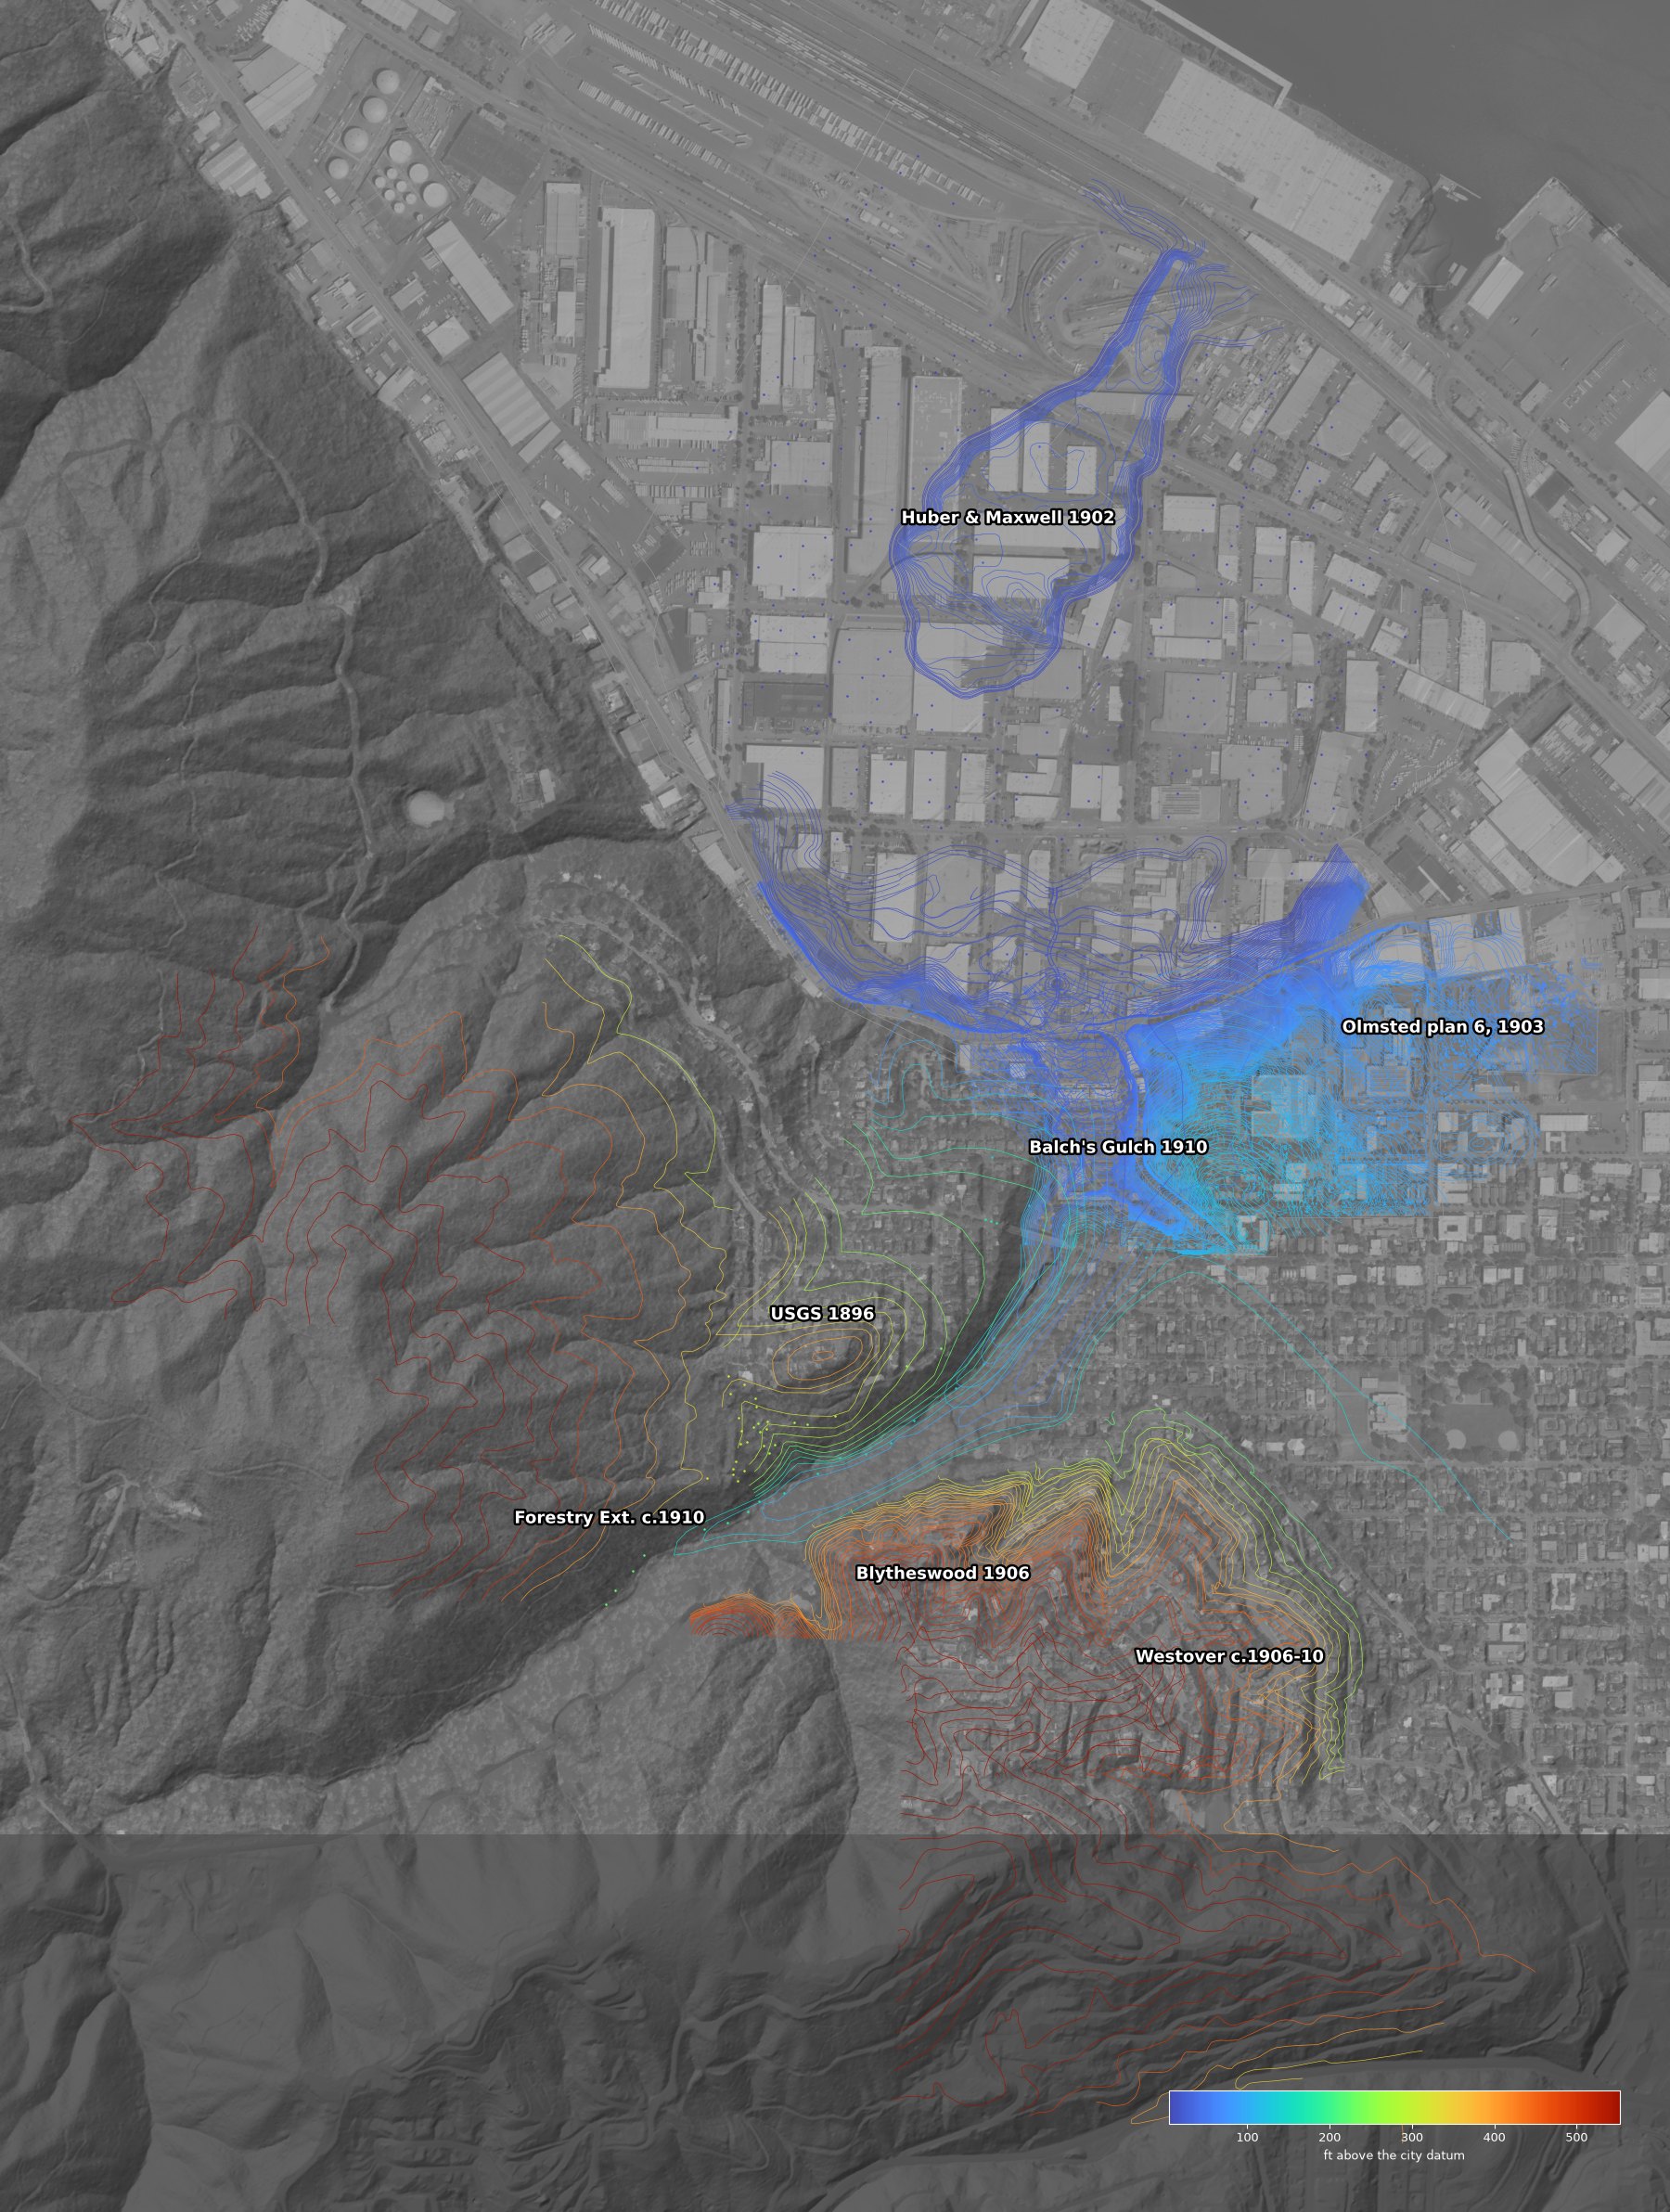 Huber & Maxwell 1902
Olmsted plan 6, 1903
Balch's Gulch 1910
USGS 1896
Forestry Ext. c.1910
Blytheswood 1906
Westover c.1906-10
100 200 300 400 500
ft above the city datum